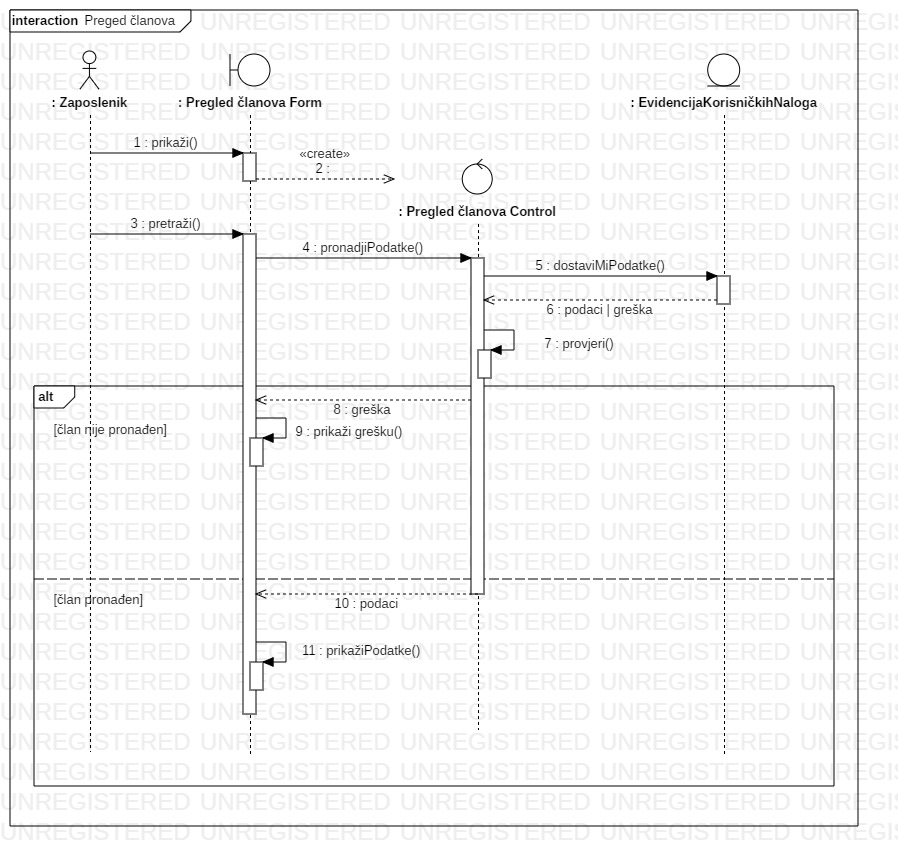 interaction Preged članova
: Zaposlenik
: Pregled članova Form
: EvidencijaKorisničkihNaloga
1 : prikaži()
«create»
2 :
: Pregled članova Control
3 : pretraži()
4 : pronadjiPodatke()
5 : dostaviMiPodatke()
6 : podaci | greška
7 : provjeri()
alt
8 : greška
[član nije pronađen]
9 : prikaži grešku()
[član pronađen]
10 : podaci
11 : prikažiPodatke()
UNREGISTERED